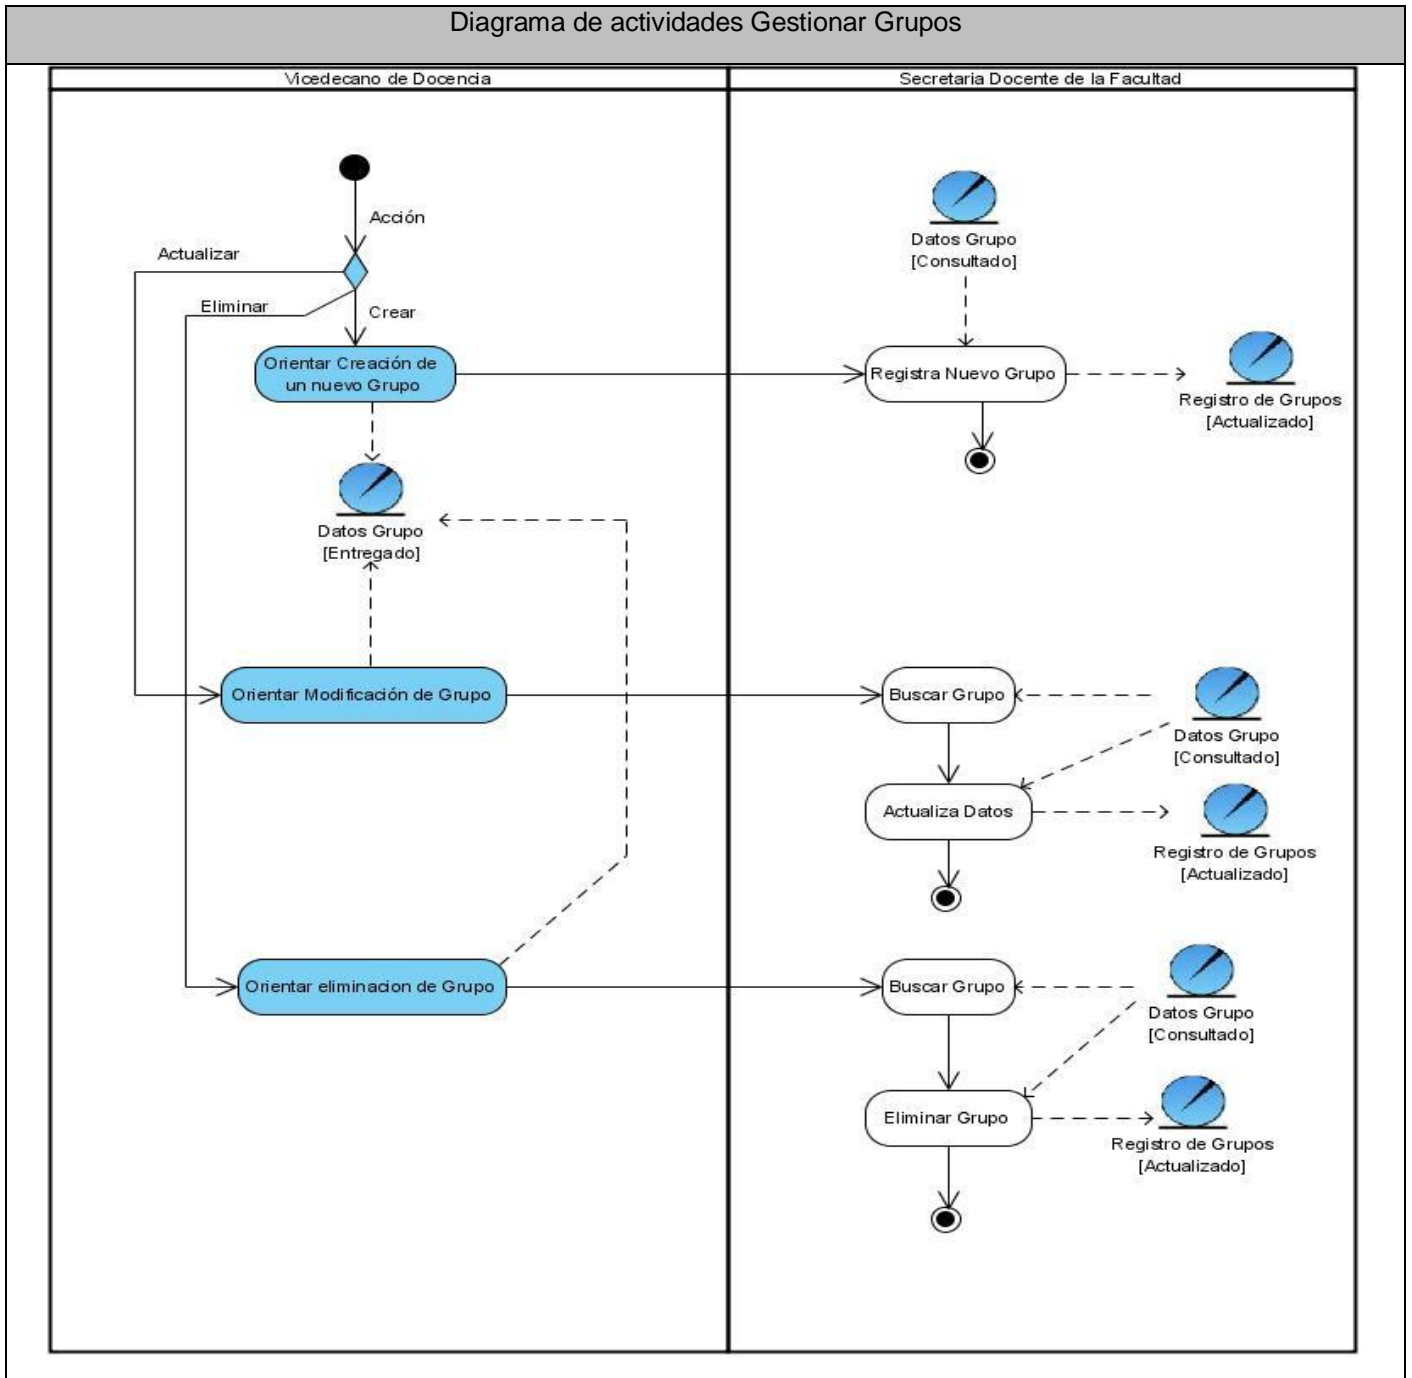 Diagrama de actividades Gestionar Grupos
Vicedecano de Docencia
Secretaria Docente de la Facultad
Acción
Actualizar
Eliminar
Crear
Orientar Creación de
un nuevo Grupo
Datos Grupo
[Consultado]
Registra Nuevo Grupo
Registro de Grupos
[Actualizado]
Datos Grupo
[Entregado]
Orientar Modificación de Grupo
Buscar Grupo
Datos Grupo
[Consultado]
Actualiza Datos
Registro de Grupos
[Actualizado]
Orientar eliminacion de Grupo
Buscar Grupo
Datos Grupo
[Consultado]
Eliminar Grupo
Registro de Grupos
[Actualizado]